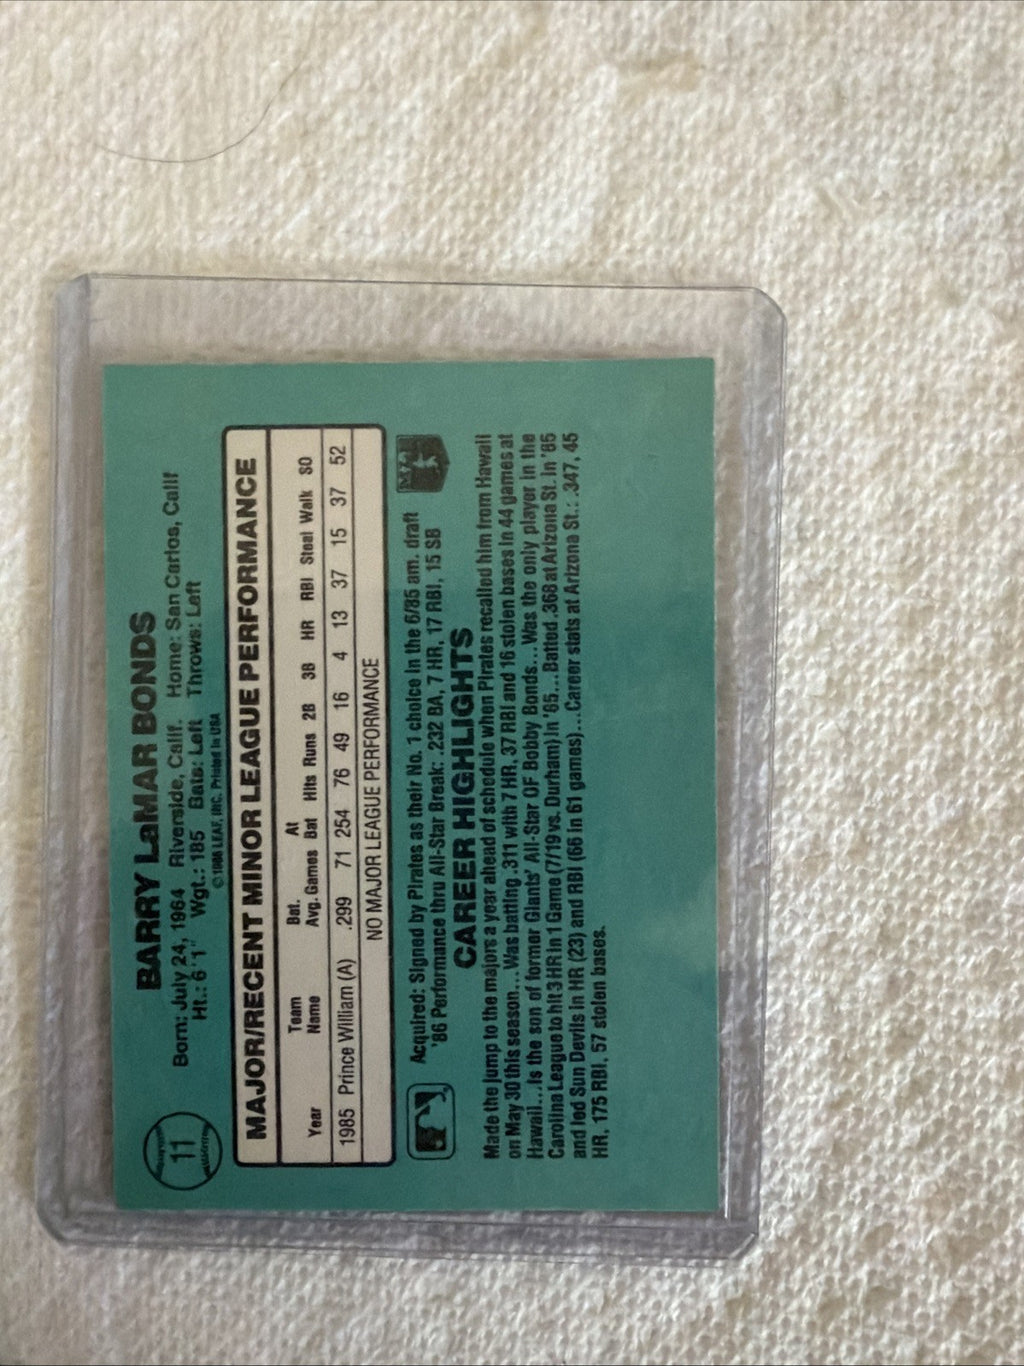 11
BARRY LaMAR BONDS
Born: July 24, 1964 Riverside, Calif. Home: San Carlos, Calif
Ht.: 6'1" Wgt.: 185 Bats: Left Throws: Left
© 1986 LEAF, INC. Printed in USA
MAJOR/RECENT MINOR LEAGUE PERFORMANCE
Team Bat. At
Year Name Avg. Games Bat Hits Runs 2B 3B HR RBI Steal Walk SO
1985 Prince William (A) .299 71 254 76 49 16 4 13 37 15 37 52
NO MAJOR LEAGUE PERFORMANCE
Acquired: Signed by Pirates as their No. 1 choice in the 6/85 am. draft
'86 Performance thru All-Star Break: .232 BA, 7 HR, 17 RBI, 15 SB
CAREER HIGHLIGHTS
Made the jump to the majors a year ahead of schedule when Pirates recalled him from Hawaii
on May 30 this season...Was batting .311 with 7 HR, 37 RBI and 16 stolen bases in 44 games at
Hawaii...Is the son of former Giants' All-Star OF Bobby Bonds...Was the only player in the
Carolina League to hit 3 HR in 1 Game (7/19 vs. Durham) in '85...Batted .368 at Arizona St. in '85
and led Sun Devils in HR (23) and RBI (66 in 61 games)...Career stats at Arizona St.: .347, 45
HR, 175 RBI, 57 stolen bases.